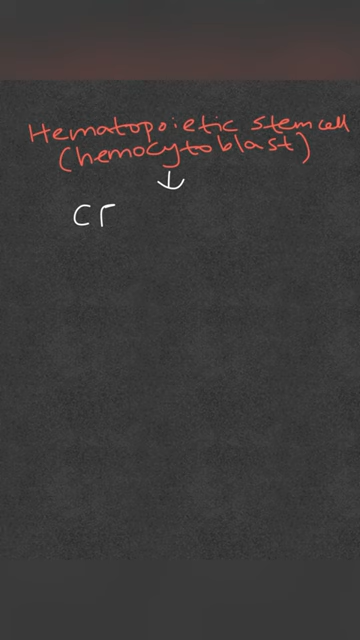 Hematopoietic stem cell
(hemocytoblast)
↓
C